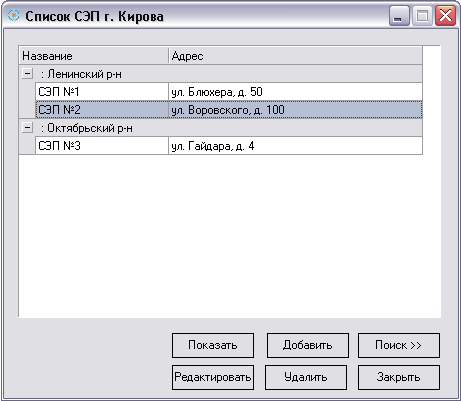 Список СЭП г. Кирова
Название Адрес
: Ленинский р-н
СЭП №1 ул. Блюхера, д. 50
СЭП №2 ул. Воровского, д. 100
: Октябрьский р-н
СЭП №3 ул. Гайдара, д. 4
Показать Добавить Поиск >>
Редактировать Удалить Закрыть